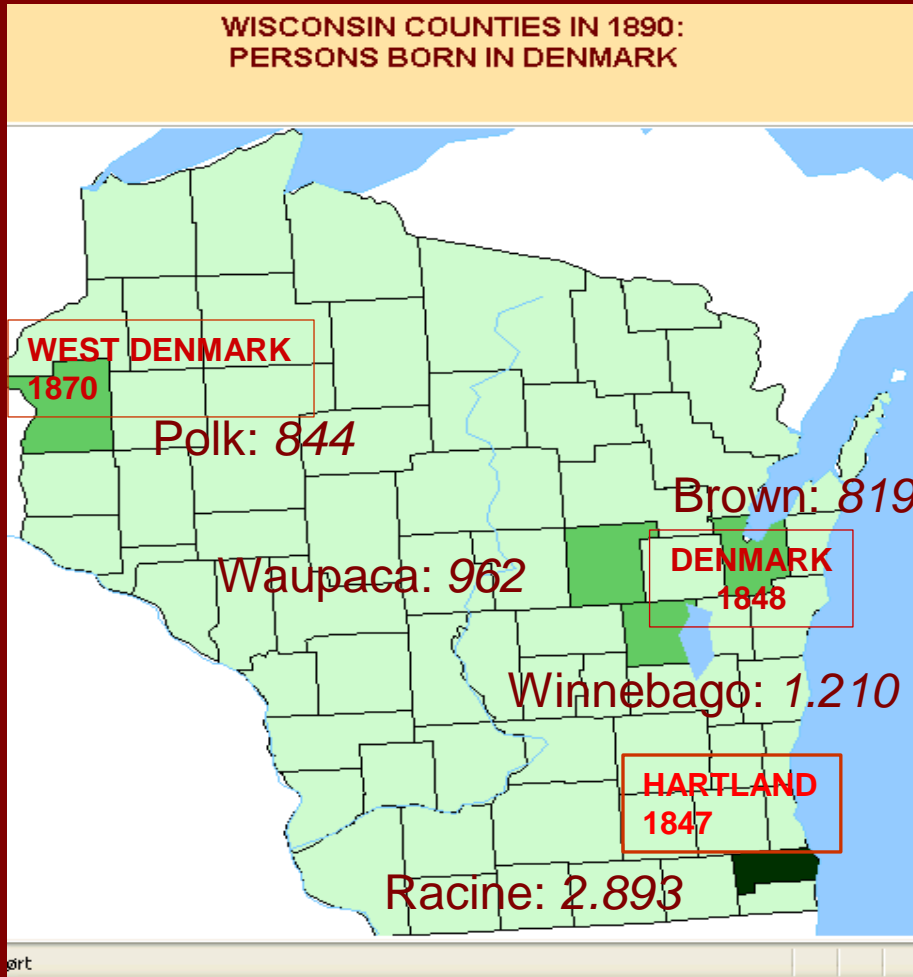 WISCONSIN COUNTIES IN 1890:
PERSONS BORN IN DENMARK
WEST DENMARK
1870
Polk: 844
Brown: 819
Waupaca: 962
DENMARK
1848
Winnebago: 1.210
HARTLAND
1847
Racine: 2.893
ørt